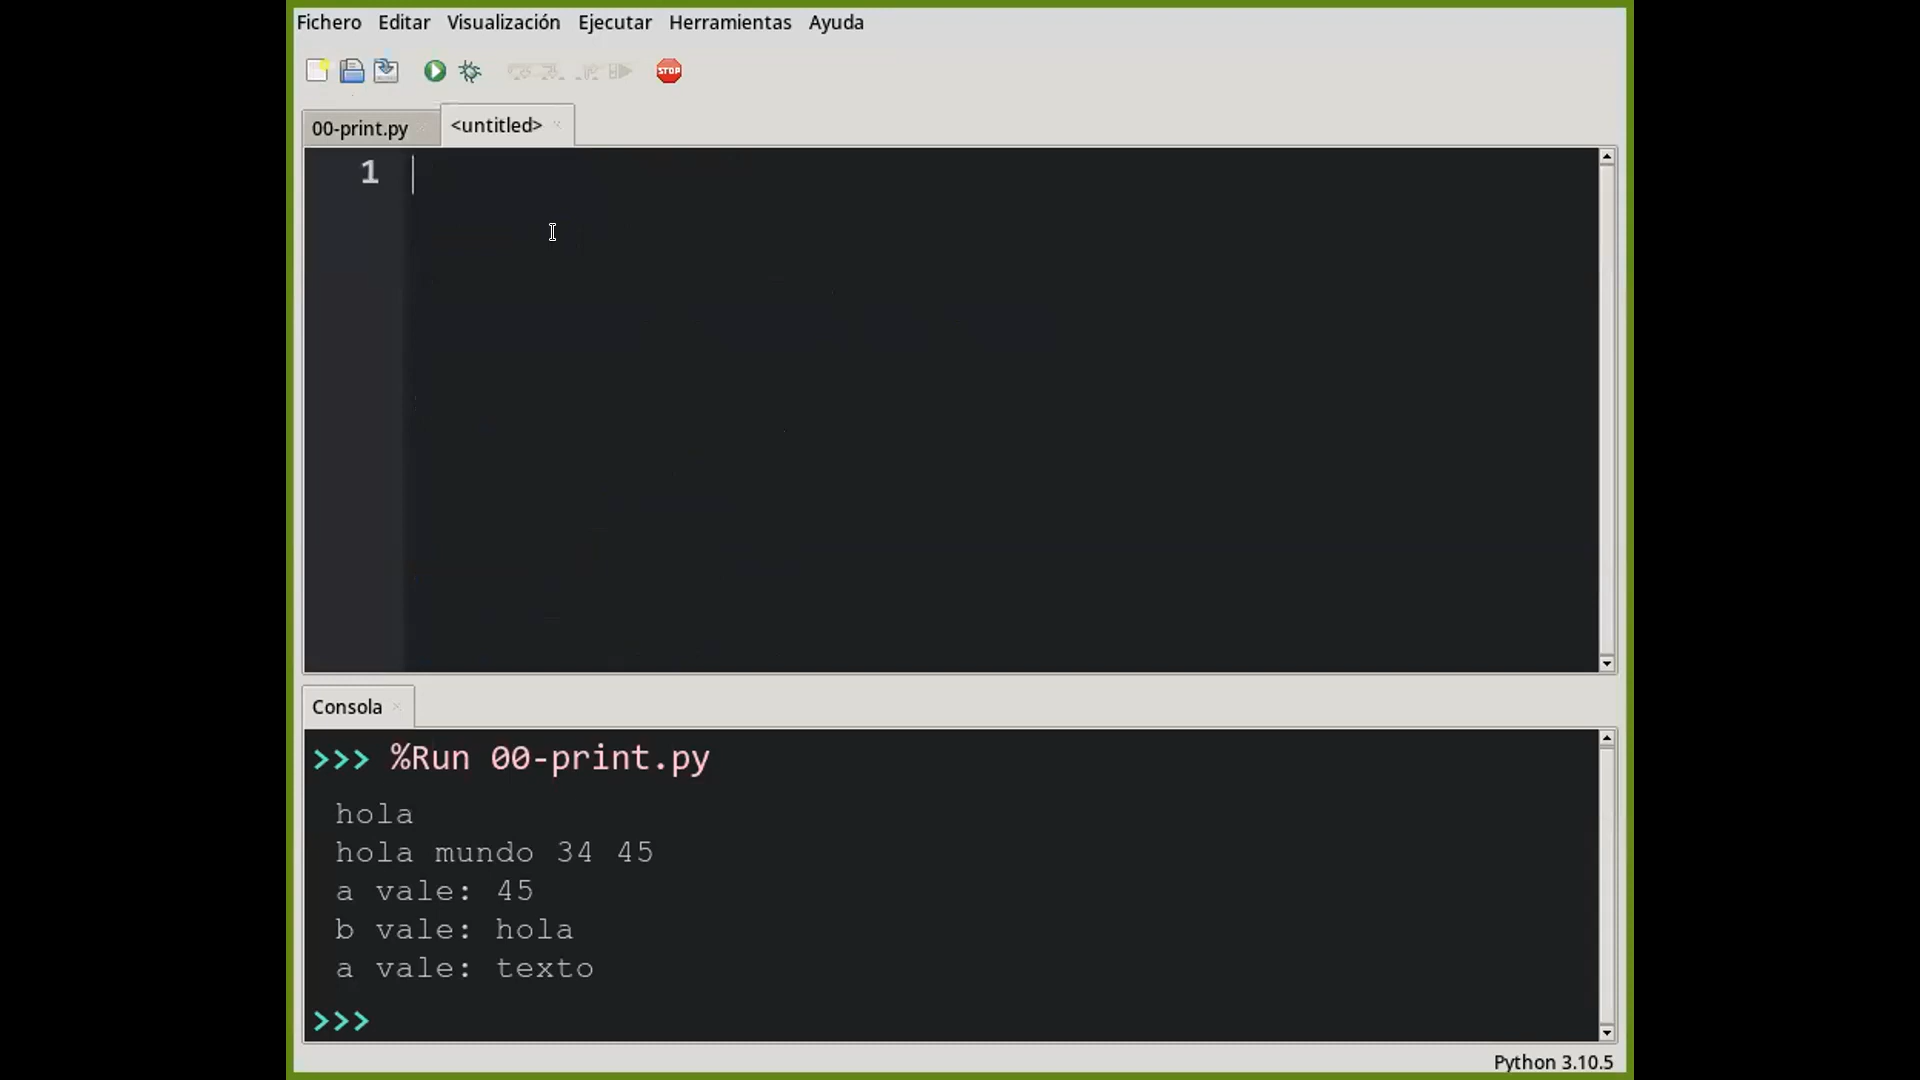 Fichero Editar Visualización Ejecutar Herramientas Ayuda
STOP
00-print.py <untitled>
1
Consola
>>> %Run 00-print.py
hola
hola mundo 34 45
a vale: 45
b vale: hola
a vale: texto
>>>
Python 3.10.5